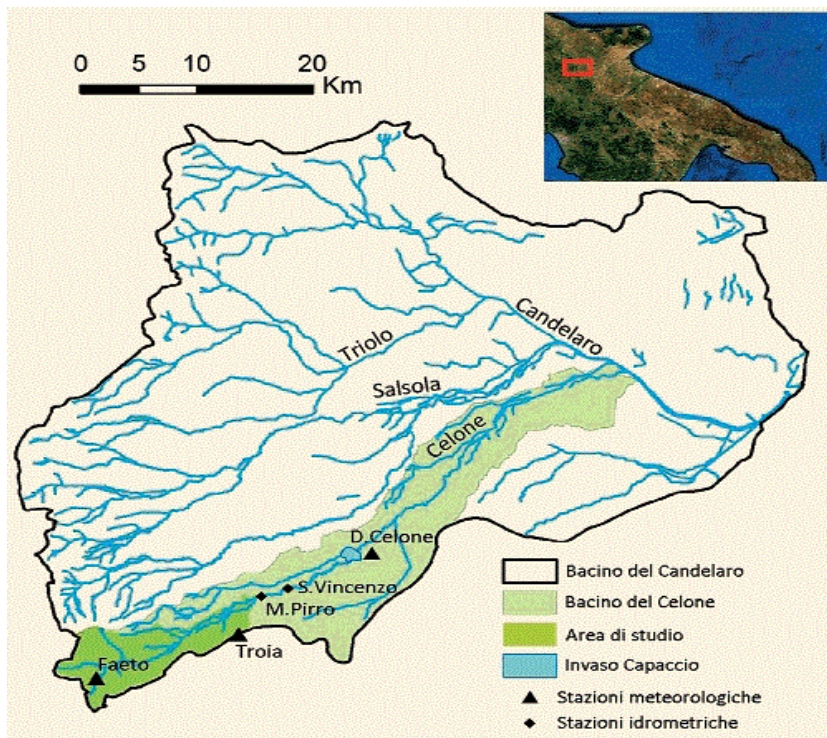 0 5 10 20
Km
Candelaro
Triolo
Salsola
Celone
D.Celone
S.Vincenzo
M.Pirro
Troia
Faeto
Bacino del Candelaro
Bacino del Celone
Area di studio
Invaso Capaccio
Stazioni meteorologiche
Stazioni idrometriche